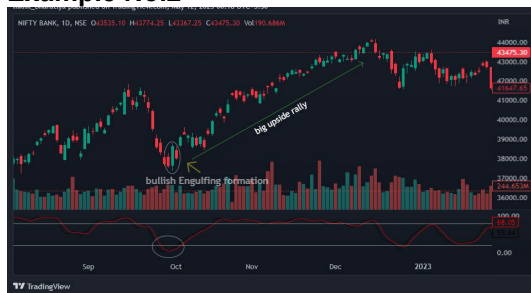 NIFTY BANK, 1D, NSE O43535.10 H43774.25 L43367.25 C43475.30 Vol190.686M
INR
44000.00
43475.30
43000.00
42000.00
41647.65
41000.00
40000.00
39000.00
38000.00
37000.00
244.653M
36000.00
big upside rally
bullish Engulfing formation
100.00
0.00
Sep
Oct
Nov
Dec
2023
TradingView